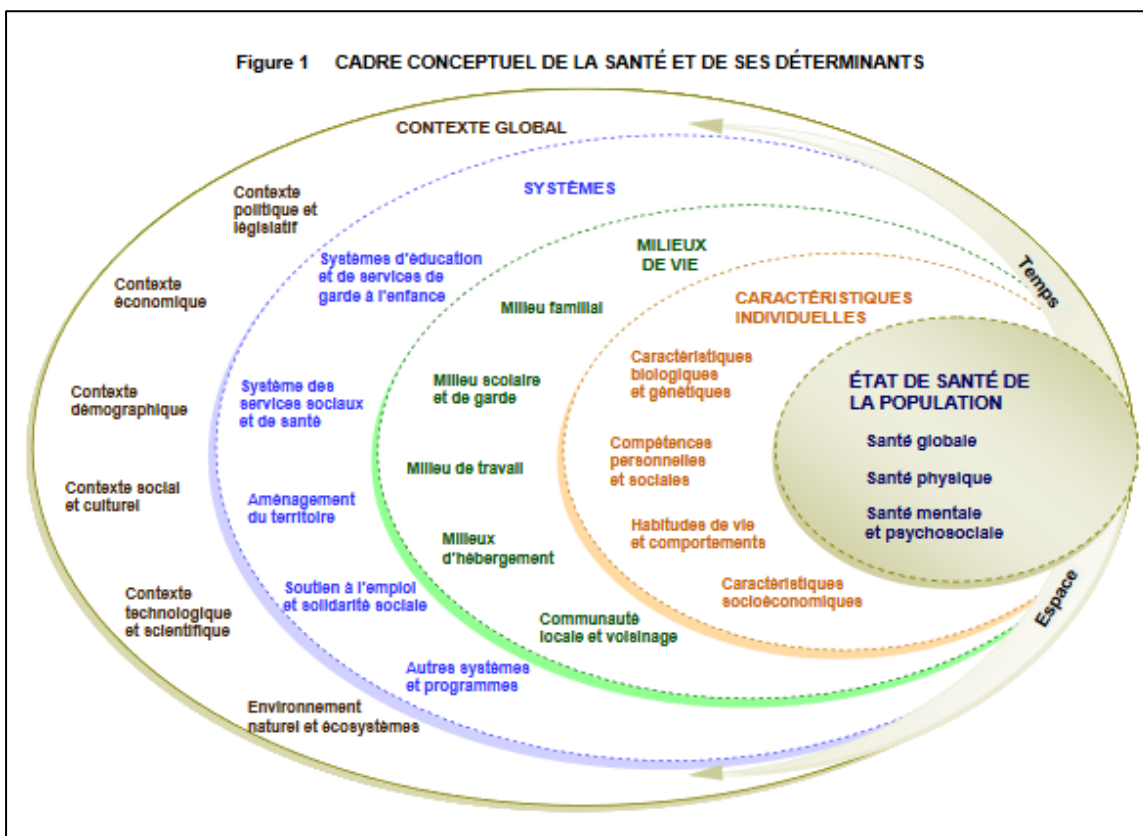 Figure 1 CADRE CONCEPTUEL DE LA SANTÉ ET DE SES DÉTERMINANTS
CONTEXTE GLOBAL
Contexte
politique et
législatif
Contexte
économique
Contexte
démographique
Contexte social
et culturel
Contexte
technologique
et scientifique
Environnement
naturel et écosystèmes
SYSTÈMES
Systèmes d'éducation
et de services de
garde à l'enfance
Système des
services sociaux
et de santé
Aménagement
du territoire
Soutien à l'emploi
et solidarité sociale
Autres systèmes
et programmes
MILIEUX
DE VIE
Milieu familial
Milieu scolaire
et de garde
Milieu de travail
Milieux
d'hébergement
Communauté
locale et voisinage
CARACTÉRISTIQUES
INDIVIDUELLES
Caractéristiques
biologiques
et génétiques
Compétences
personnelles
et sociales
Habitudes de vie
et comportements
Caractéristiques
socioéconomiques
ÉTAT DE SANTÉ DE
LA POPULATION
Santé globale
Santé physique
Santé mentale
et psychosociale
Temps
Espace